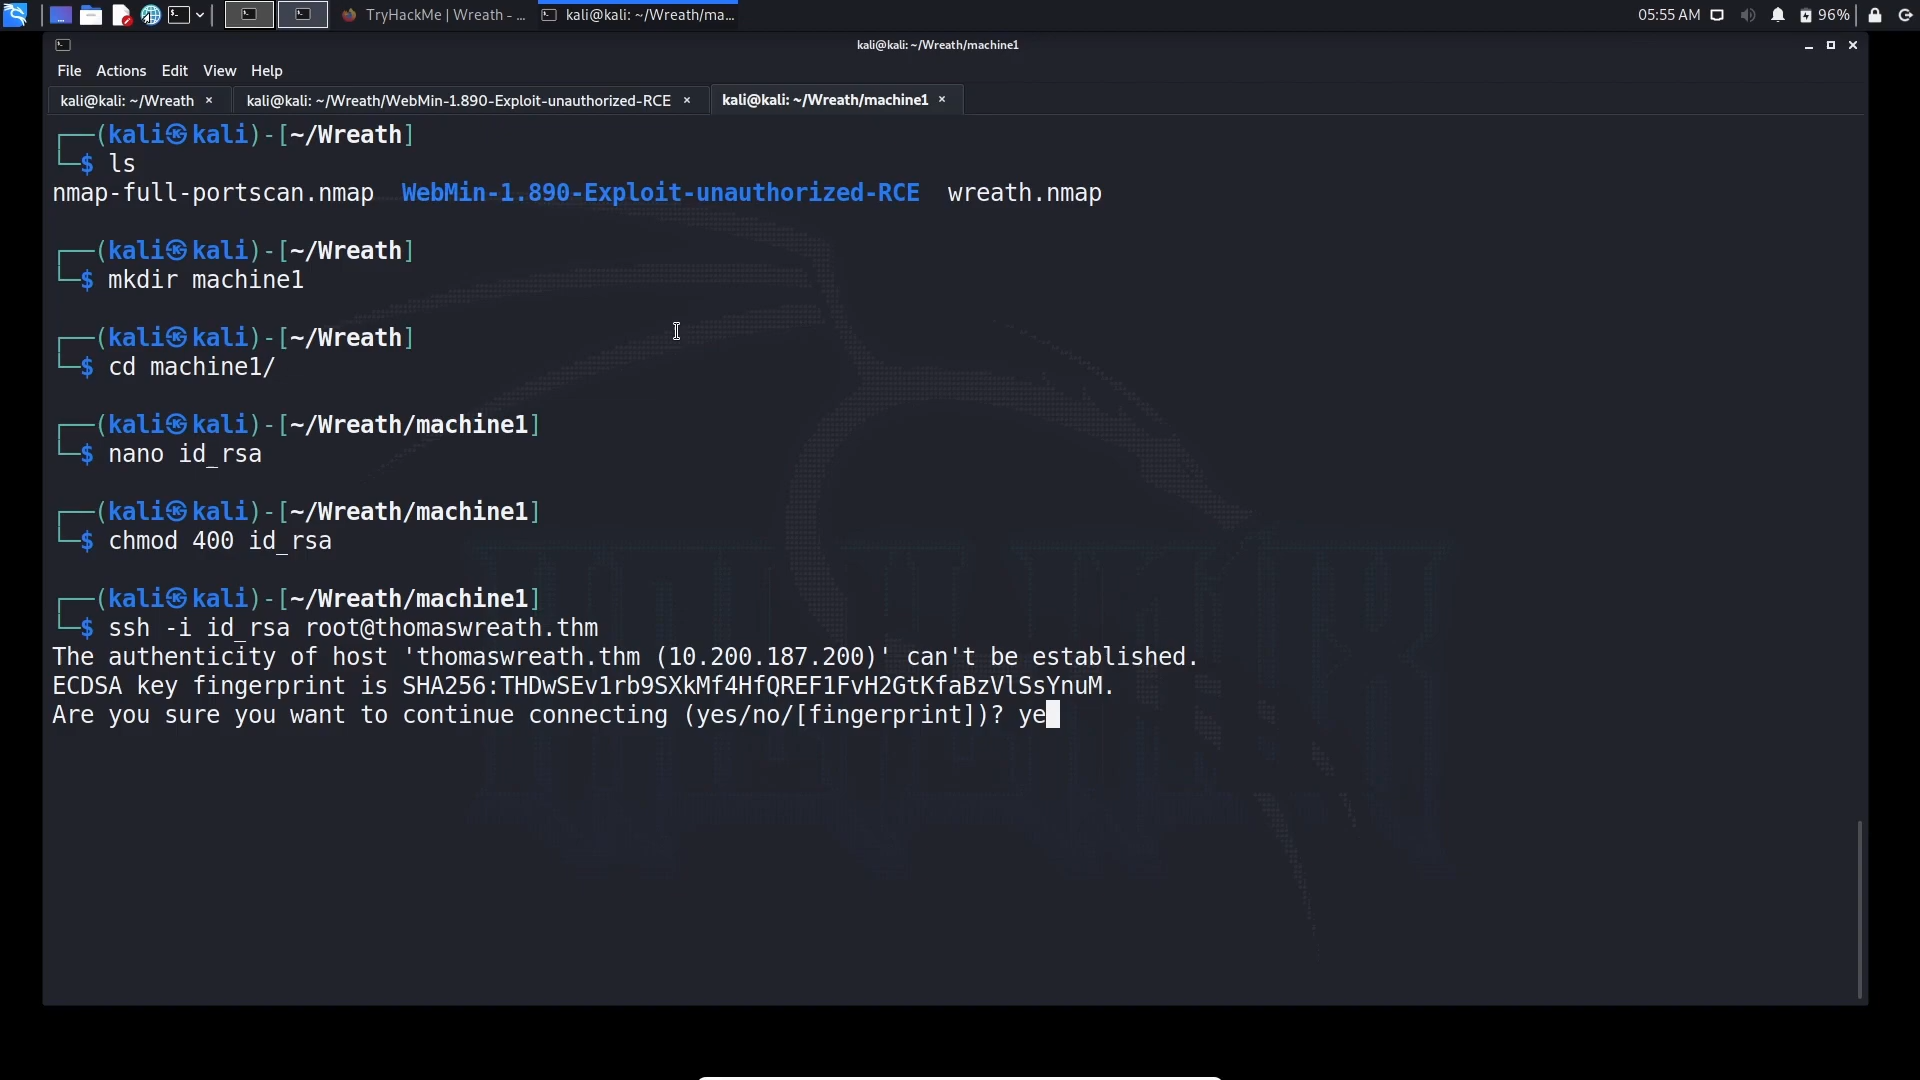 TryHackMe | Wreath - ...
kali@kali: ~/Wreath/ma...
05:55 AM
96%
kali@kali: ~/Wreath/machine1
File Actions Edit View Help
kali@kali: ~/Wreath ×
kali@kali: ~/Wreath/WebMin-1.890-Exploit-unauthorized-RCE ×
kali@kali: ~/Wreath/machine1 ×
┌──(kali㉿kali)-[~/Wreath]
└─$ ls
nmap-full-portscan.nmap  WebMin-1.890-Exploit-unauthorized-RCE  wreath.nmap
┌──(kali㉿kali)-[~/Wreath]
└─$ mkdir machine1
┌──(kali㉿kali)-[~/Wreath]
└─$ cd machine1/
┌──(kali㉿kali)-[~/Wreath/machine1]
└─$ nano id_rsa
┌──(kali㉿kali)-[~/Wreath/machine1]
└─$ chmod 400 id_rsa
┌──(kali㉿kali)-[~/Wreath/machine1]
└─$ ssh -i id_rsa root@thomaswreath.thm
The authenticity of host 'thomaswreath.thm (10.200.187.200)' can't be established.
ECDSA key fingerprint is SHA256:THDwSEv1rb9SXkMf4HfQREF1FvH2GtKfaBzVlSsYnuM.
Are you sure you want to continue connecting (yes/no/[fingerprint])? ye